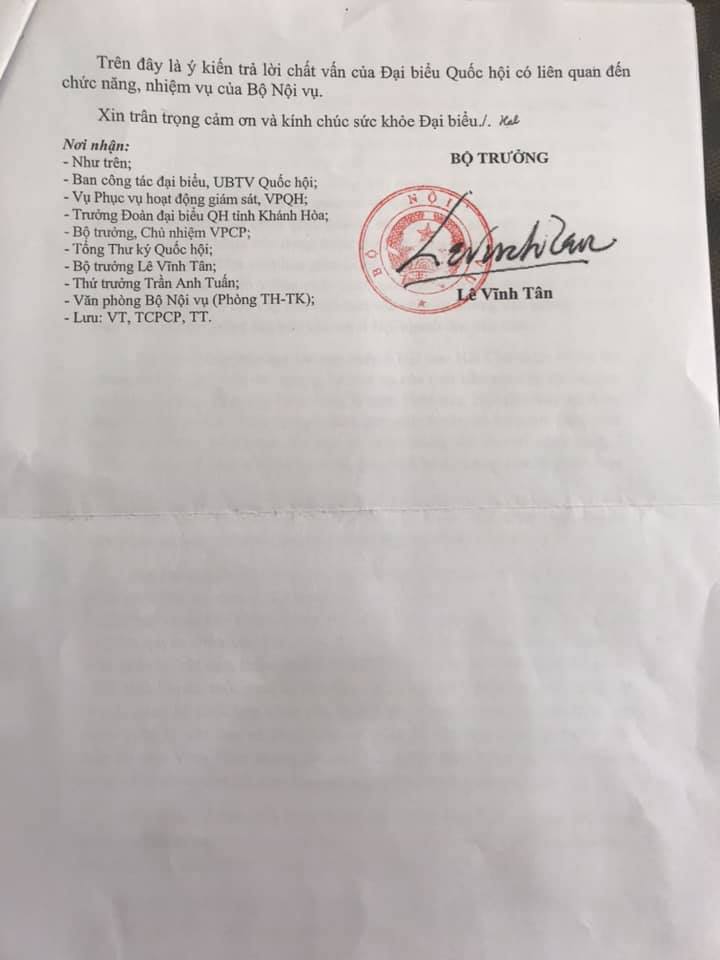 Trên đây là ý kiến trả lời chất vấn của Đại biểu Quốc hội có liên quan đến
chức năng, nhiệm vụ của Bộ Nội vụ.
Xin trân trọng cảm ơn và kính chúc sức khỏe Đại biểu./.
Nơi nhận:
- Như trên;
- Ban công tác đại biểu, UBTV Quốc hội;
- Vụ Phục vụ hoạt động giám sát, VPQH;
- Trưởng Đoàn đại biểu QH tỉnh Khánh Hòa;
- Bộ trưởng, Chủ nhiệm VPCP;
- Tổng Thư ký Quốc hội;
- Bộ trưởng Lê Vĩnh Tân;
- Thứ trưởng Trần Anh Tuấn;
- Văn phòng Bộ Nội vụ (Phòng TH-TK);
- Lưu: VT, TCPCP, TT.
BỘ TRƯỞNG
BỘ NỘI
Levinhtan
Lê Vĩnh Tân